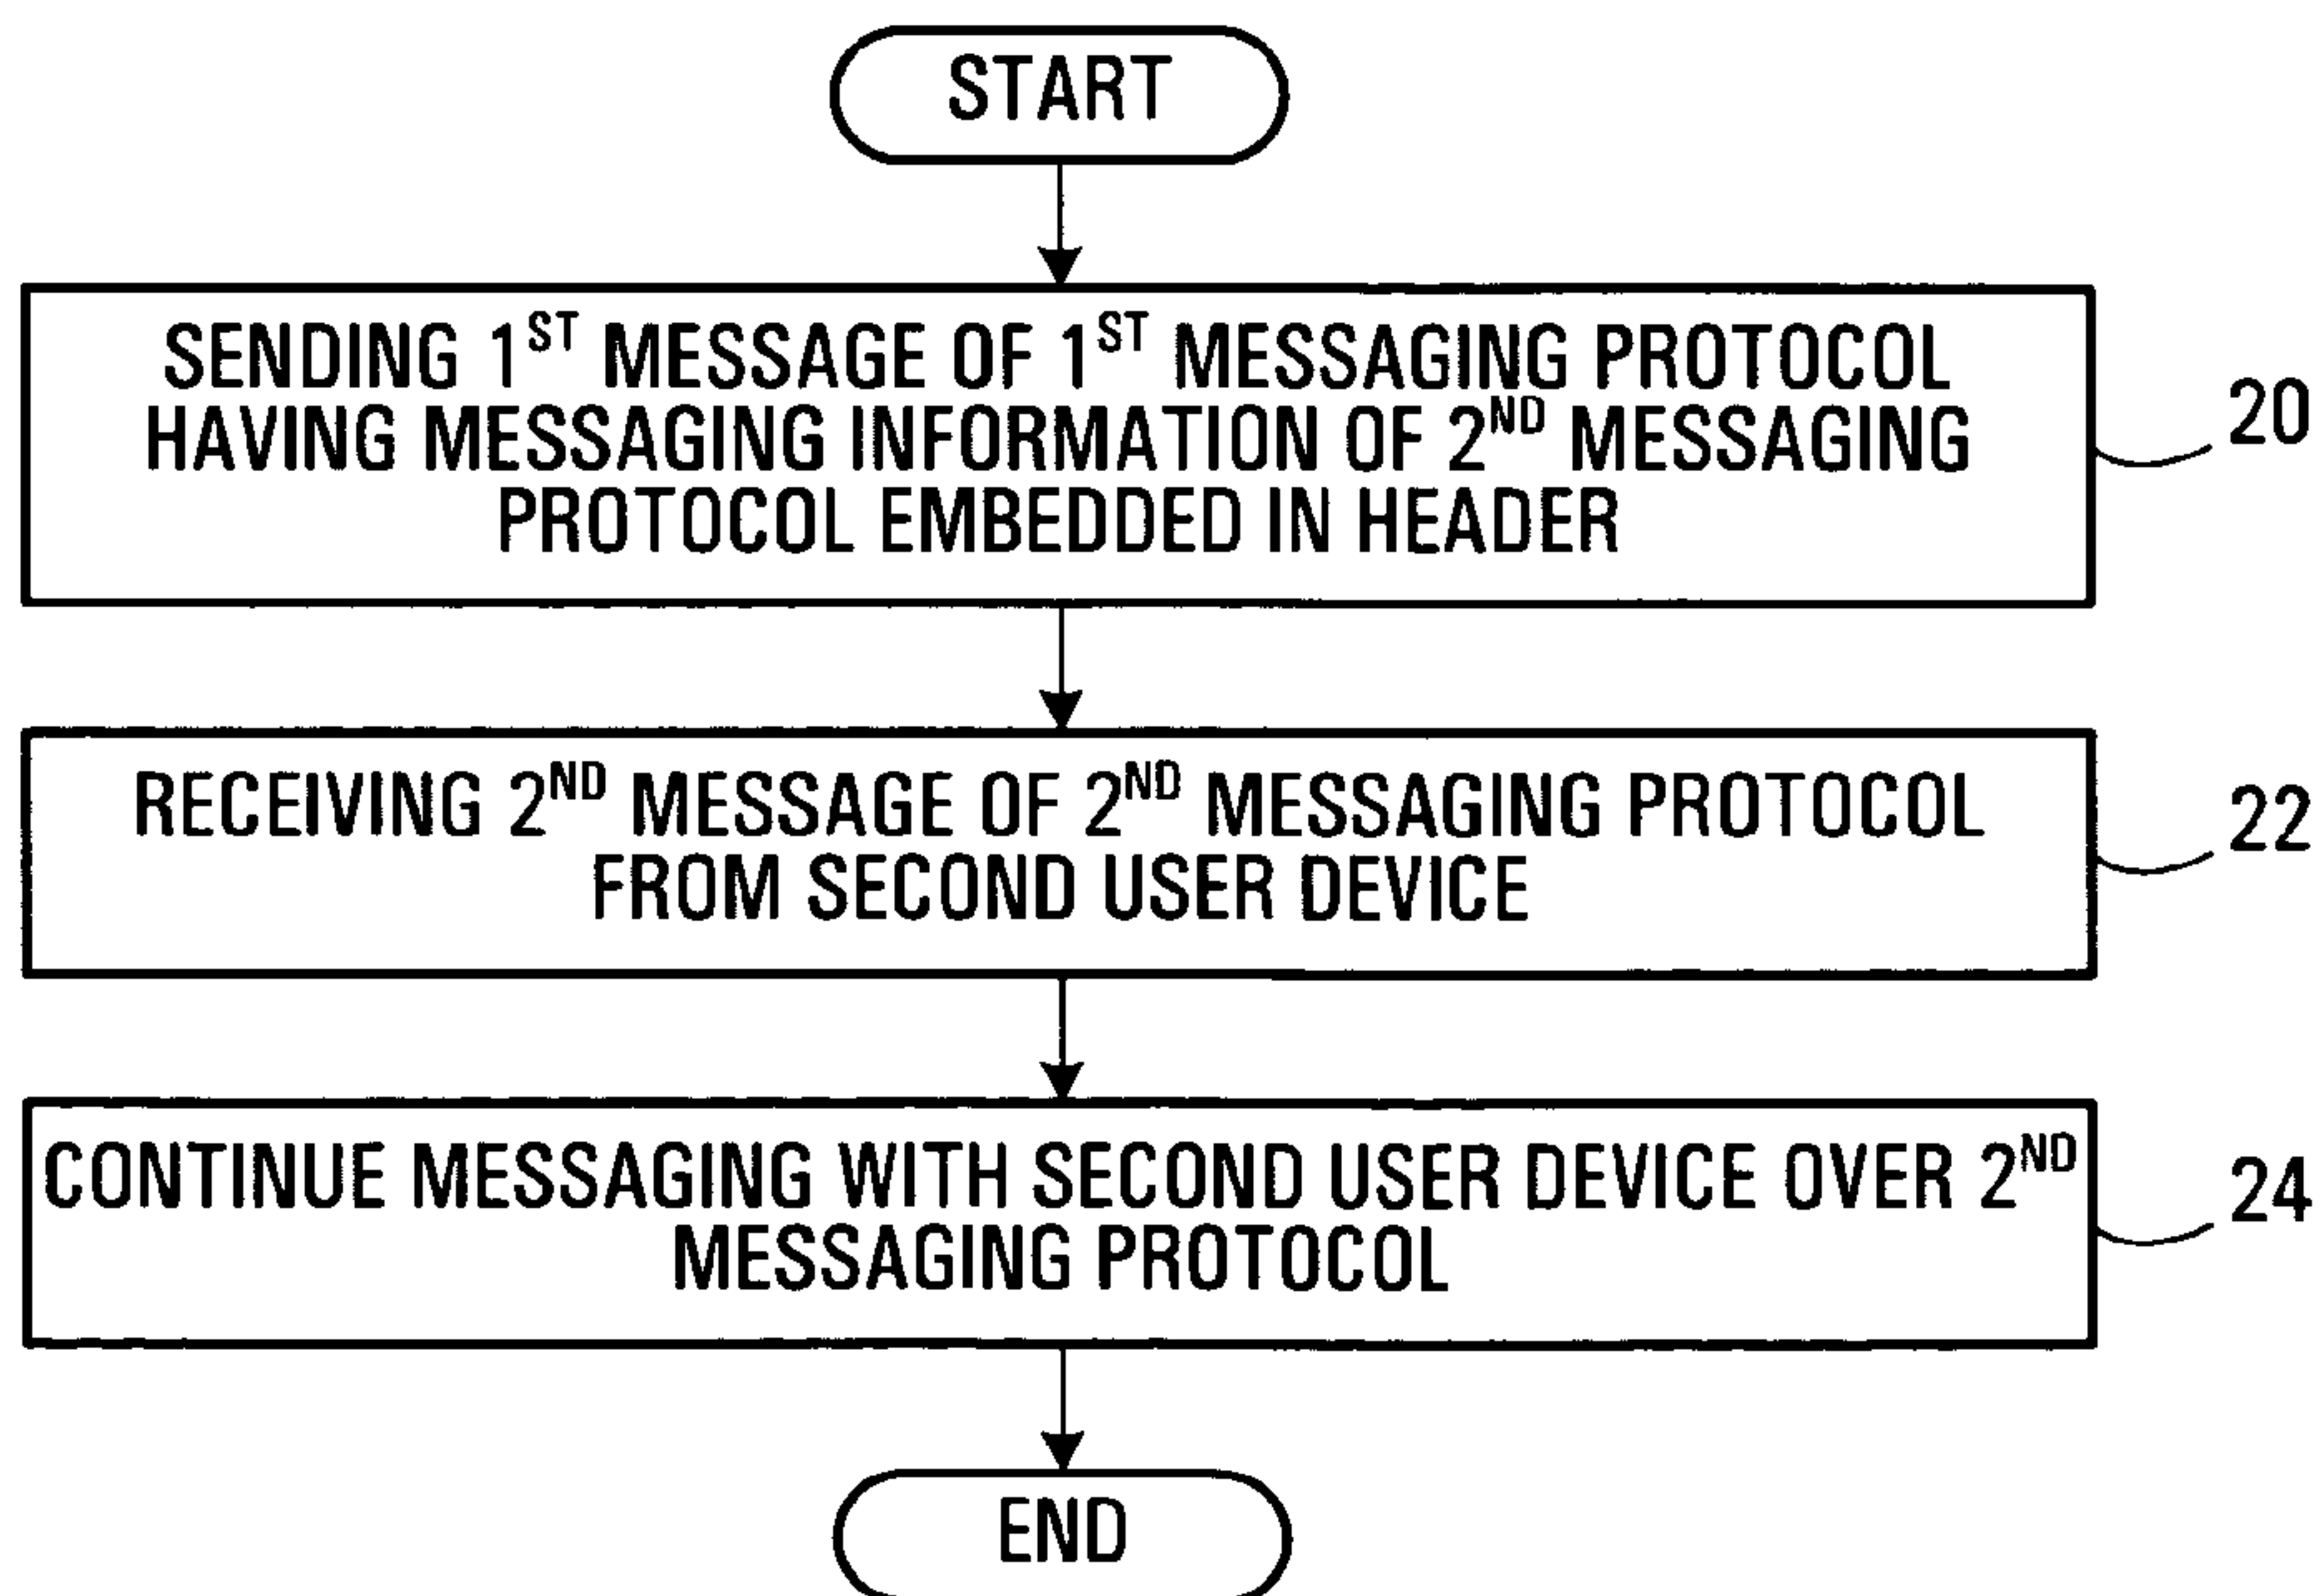 START
SENDING 1ST MESSAGE OF 1ST MESSAGING PROTOCOL
HAVING MESSAGING INFORMATION OF 2ND MESSAGING
PROTOCOL EMBEDDED IN HEADER
20
RECEIVING 2ND MESSAGE OF 2ND MESSAGING PROTOCOL
FROM SECOND USER DEVICE
22
CONTINUE MESSAGING WITH SECOND USER DEVICE OVER 2ND
MESSAGING PROTOCOL
24
END